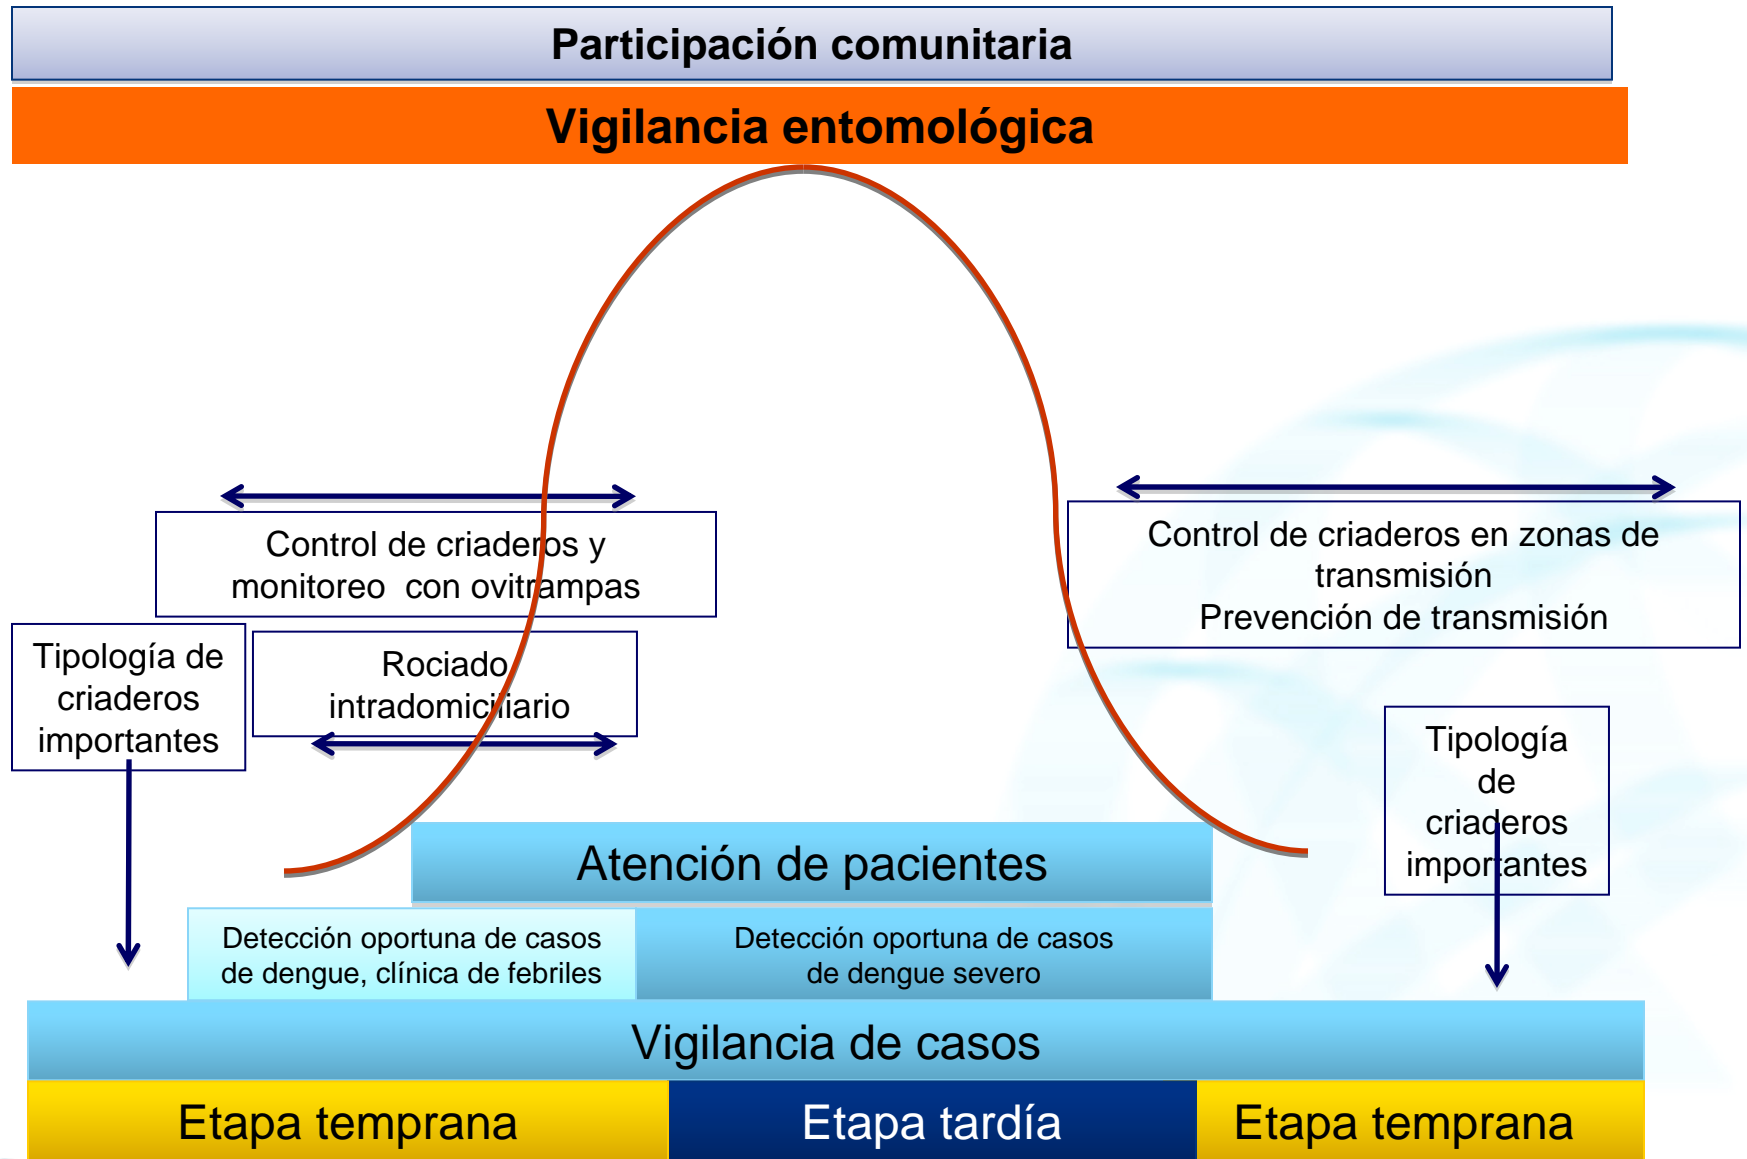 Participación comunitaria
Vigilancia entomológica
Control de criaderos y
monitoreo con ovitrampas
Control de criaderos en zonas de
transmisión
Prevención de transmisión
Tipología de
criaderos
importantes
Rociado
intradomiciliario
Tipología
de
criaderos
importantes
Atención de pacientes
Detección oportuna de casos
de dengue, clínica de febriles
Detección oportuna de casos
de dengue severo
Vigilancia de casos
Etapa temprana
Etapa tardía
Etapa temprana